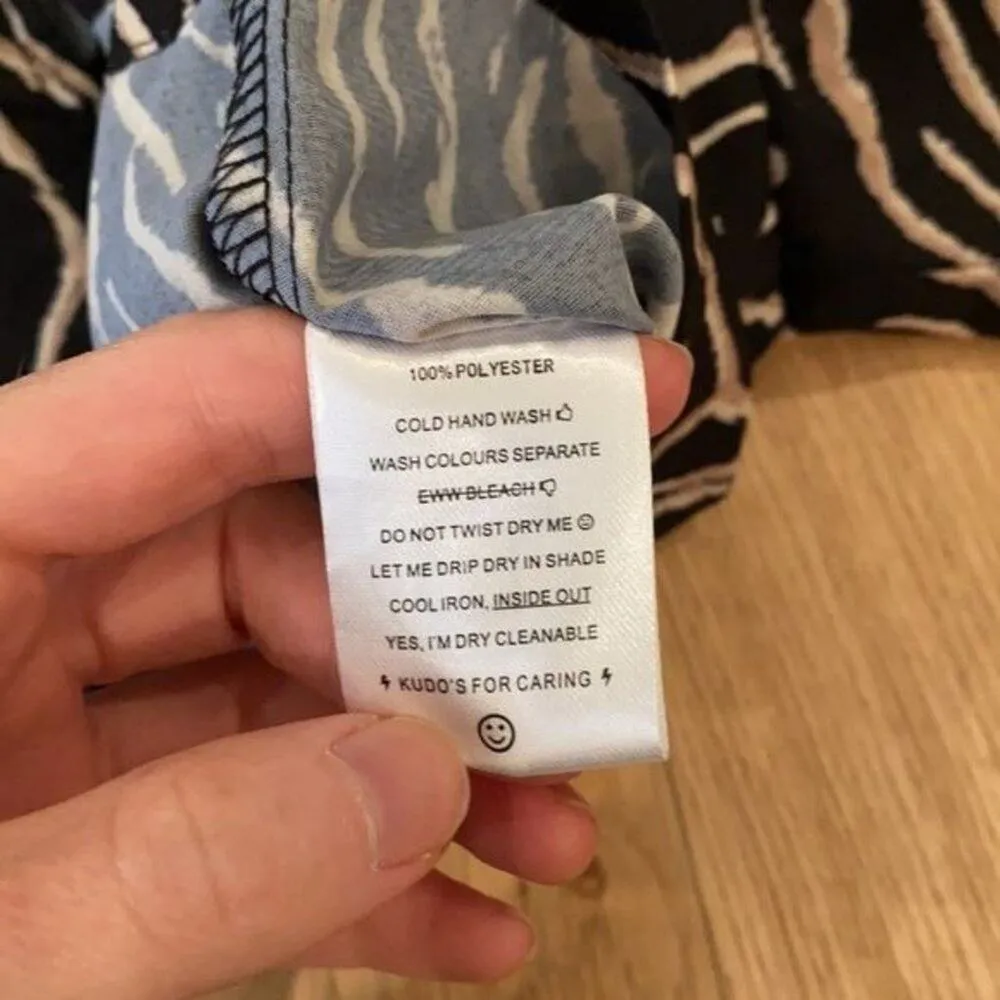 100% POLYESTER
COLD HAND WASH
WASH COLOURS SEPARATE
EWW BLEACH
DO NOT TWIST DRY ME
LET ME DRIP DRY IN SHADE
COOL IRON, INSIDE OUT
YES, I'M DRY CLEANABLE
KUDO'S FOR CARING